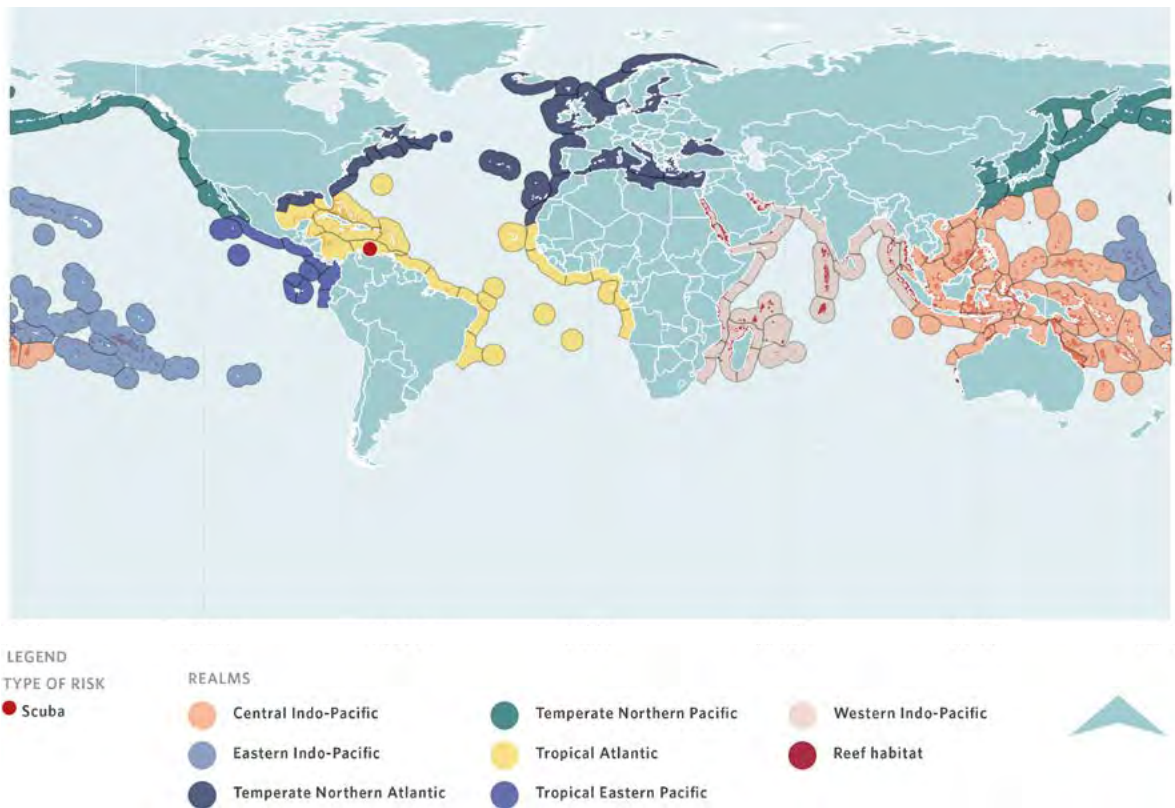 LEGEND
TYPE OF RISK
Scuba
REALMS
Central Indo-Pacific
Eastern Indo-Pacific
Temperate Northern Atlantic
Temperate Northern Pacific
Tropical Atlantic
Tropical Eastern Pacific
Western Indo-Pacific
Reef habitat